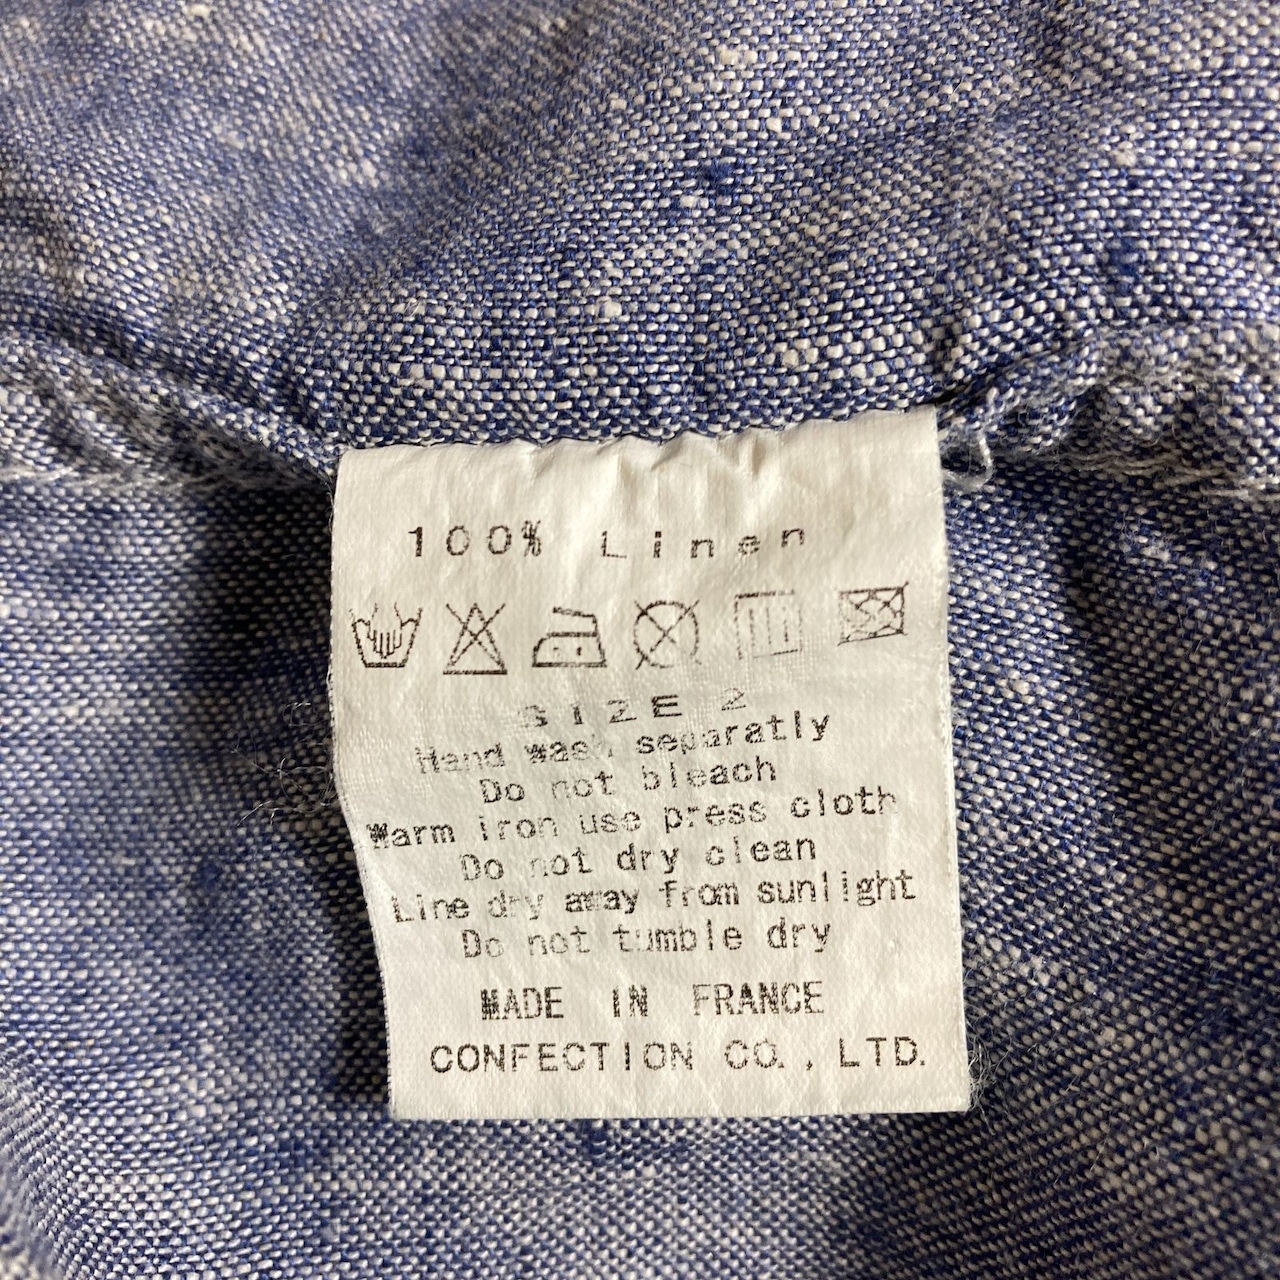 100% Linen
SIZE 2
Hand wash separatly
Do not bleach
Warm iron use press cloth
Do not dry clean
Line dry away from sunlight
Do not tumble dry
MADE IN FRANCE
CONFECTION CO., LTD.